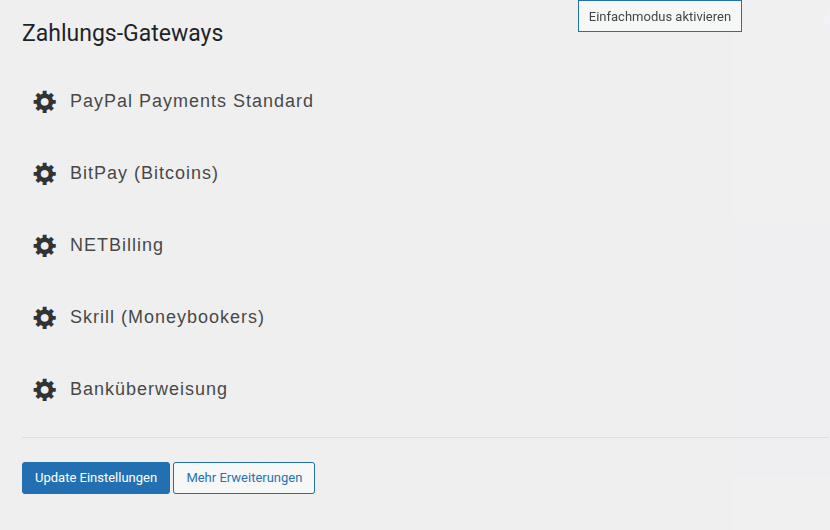 Einfachmodus aktivieren
Zahlungs-Gateways
PayPal Payments Standard
BitPay (Bitcoins)
NETBilling
Skrill (Moneybookers)
Banküberweisung
Update Einstellungen
Mehr Erweiterungen